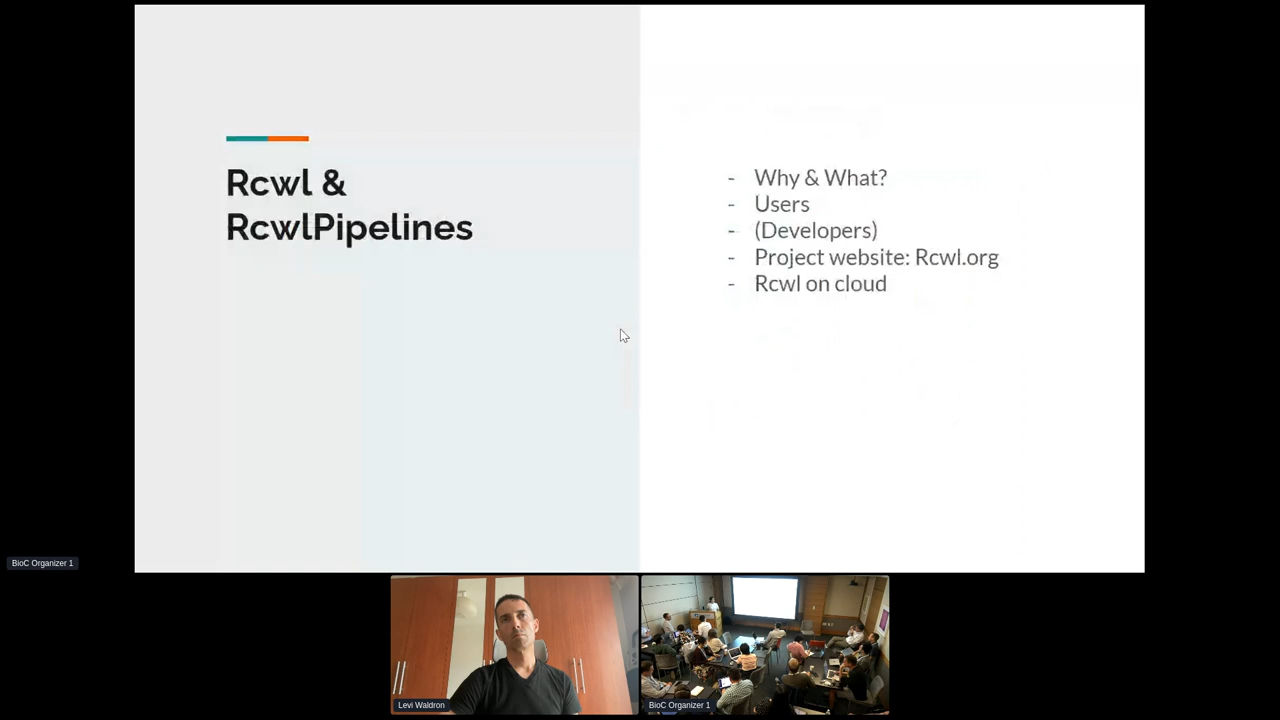 Rcwl &
RcwlPipelines
- Why & What?
- Users
- (Developers)
- Project website: Rcwl.org
- Rcwl on cloud
BioC Organizer 1
Levi Waldron
BioC Organizer 1